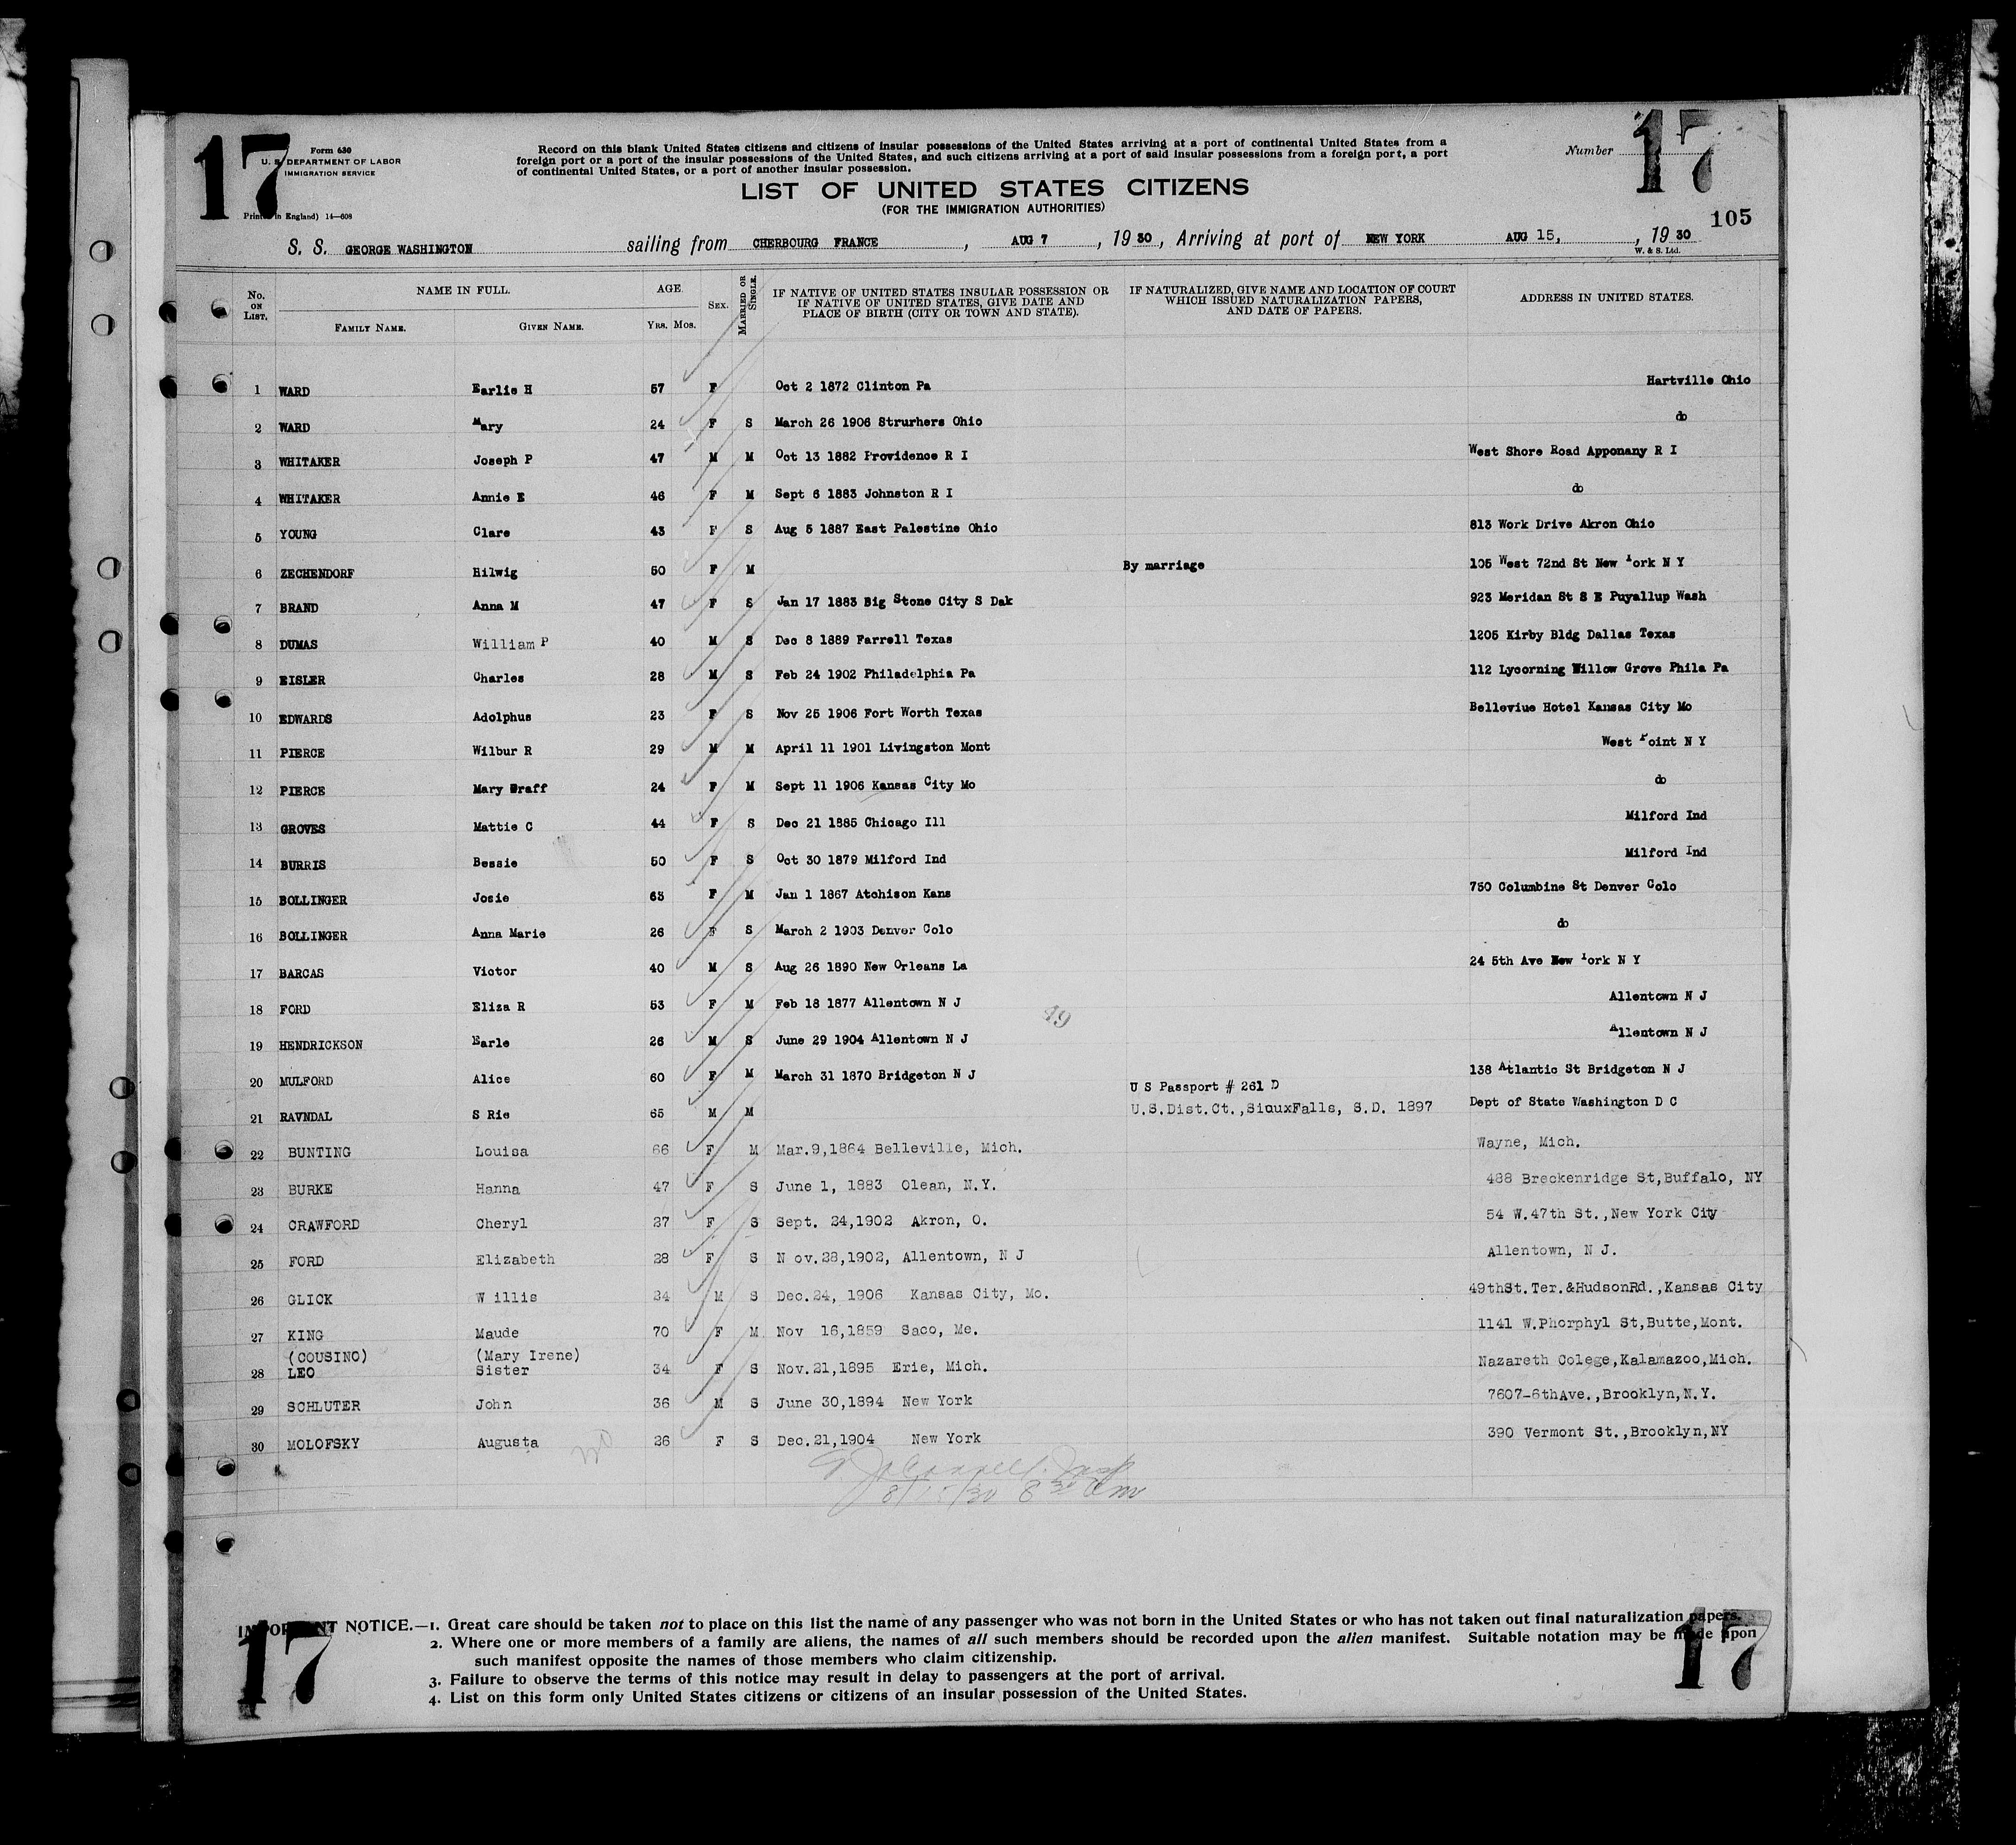 17
17
Form 630
U. S. DEPARTMENT OF LABOR
IMMIGRATION SERVICE
in England) 14—608
Record on this blank United States citizens and citizens of insular possessions of the United States arriving at a port of continental United States from a
foreign port or a port of the insular possessions of the United States, and such citizens arriving at a port of said insular possessions from a foreign port, a port
of continental United States, or a port of another insular possession.
Number
LIST OF UNITED STATES CITIZENS
(FOR THE IMMIGRATION AUTHORITIES)
105
S. S. GEORGE WASHINGTON sailing from CHERBOURG FRANCE, AUG 7, 19 30, Arriving at port of NEW YORK AUG 15, , 19 30
W. & S. Ltd.
No. ON LIST. NAME IN FULL. FAMILY NAME. GIVEN NAME. AGE. YRS. MOS. SEX. MARRIED OR SINGLE. IF NATIVE OF UNITED STATES INSULAR POSSESSION OR IF NATIVE OF UNITED STATES, GIVE DATE AND PLACE OF BIRTH (CITY OR TOWN AND STATE). IF NATURALIZED, GIVE NAME AND LOCATION OF COURT WHICH ISSUED NATURALIZATION PAPERS, AND DATE OF PAPERS. ADDRESS IN UNITED STATES.
1 WARD Earlie H 57 F Oct 2 1872 Clinton Pa Hartville Ohio
2 WARD Mary 24 F S March 26 1906 Strurhers Ohio do
3 WHITAKER Joseph P 47 M M Oct 13 1882 Providence R I West Shore Road Apponany R I
4 WHITAKER Annie E 46 F M Sept 6 1883 Johnston R I do
5 YOUNG Clare 43 F S Aug 5 1887 East Palestine Ohio 813 Work Drive Akron Ohio
6 ZECHENDORF Hilwig 50 F M By marriage 105 West 72nd St New York N Y
7 BRAND Anna M 47 F S Jan 17 1883 Big Stone City S Dak 923 Meridan St S E Puyallup Wash
8 DUMAS William P 40 M S Dec 8 1889 Farrell Texas 1205 Kirby Bldg Dallas Texas
9 EISLER Charles 28 M S Feb 24 1902 Philadelphia Pa 112 Lycorning Willow Grove Phila Pa
10 EDWARDS Adolphus 23 F S Nov 25 1906 Fort Worth Texas Belleviue Hotel Kansas City Mo
11 PIERCE Wilbur R 29 M M April 11 1901 Livingston Mont West Point N Y
12 PIERCE Mary Graff 24 F M Sept 11 1906 Kansas City Mo do
13 GROVES Mattie C 44 F S Dec 21 1885 Chicago Ill Milford Ind
14 BURRIS Bessie 50 F S Oct 30 1879 Milford Ind Milford Ind
15 BOLLINGER Josie 63 F M Jan 1 1867 Atchison Kans 750 Columbine St Denver Colo
16 BOLLINGER Anna Marie 26 F S March 2 1903 Denver Colo do
17 BARCAS Victor 40 M S Aug 26 1890 New Orleans La 24 5th Ave New York N Y
18 FORD Eliza R 53 F M Feb 18 1877 Allentown N J Allentown N J
19 HENDRICKSON Earle 26 M S June 29 1904 Allentown N J Allentown N J
20 MULFORD Alice 60 F M March 31 1870 Bridgeton N J 138 Atlantic St Bridgeton N J
U S Passport # 261 D
21 RAVNDAL S Rie 65 M M U.S.Dist.Ct.,SiouxFalls, S.D. 1897 Dept of State Washington D C
22 BUNTING Louisa 66 F M Mar.9,1864 Belleville, Mich. Wayne, Mich.
23 BURKE Hanna 47 F S June 1, 1883 Olean, N.Y. 488 Breckenridge St,Buffalo, NY
24 CRAWFORD Cheryl 27 F S Sept. 24,1902 Akron, O. 54 W.47th St.,New York City
25 FORD Elizabeth 28 F S N ov.28,1902, Allentown, N J Allentown, N J.
26 GLICK W illis 24 M S Dec.24, 1906 Kansas City, Mo. 49thSt.Ter.&HudsonRd.,Kansas City
27 KING Maude 70 F M Nov 16,1859 Saco, Me. 1141 W.Phorphyl St,Butte,Mont.
(COUSINO) (Mary Irene)
28 LEO Sister 34 F S Nov.21,1895 Erie, Mich. Nazareth Colege,Kalamazoo,Mich.
29 SCHLUTER John 36 M S June 30,1894 New York 7607-6thAve.,Brooklyn,N.Y.
30 MOLOFSKY Augusta 26 F S Dec.21,1904 New York 390 Vermont St.,Brooklyn,NY
8/15/30 8 30 am
IMPORTANT NOTICE.—1. Great care should be taken not to place on this list the name of any passenger who was not born in the United States or who has not taken out final naturalization papers.
2. Where one or more members of a family are aliens, the names of all such members should be recorded upon the alien manifest. Suitable notation may be made upon
such manifest opposite the names of those members who claim citizenship.
3. Failure to observe the terms of this notice may result in delay to passengers at the port of arrival.
4. List on this form only United States citizens or citizens of an insular possession of the United States.
17
17